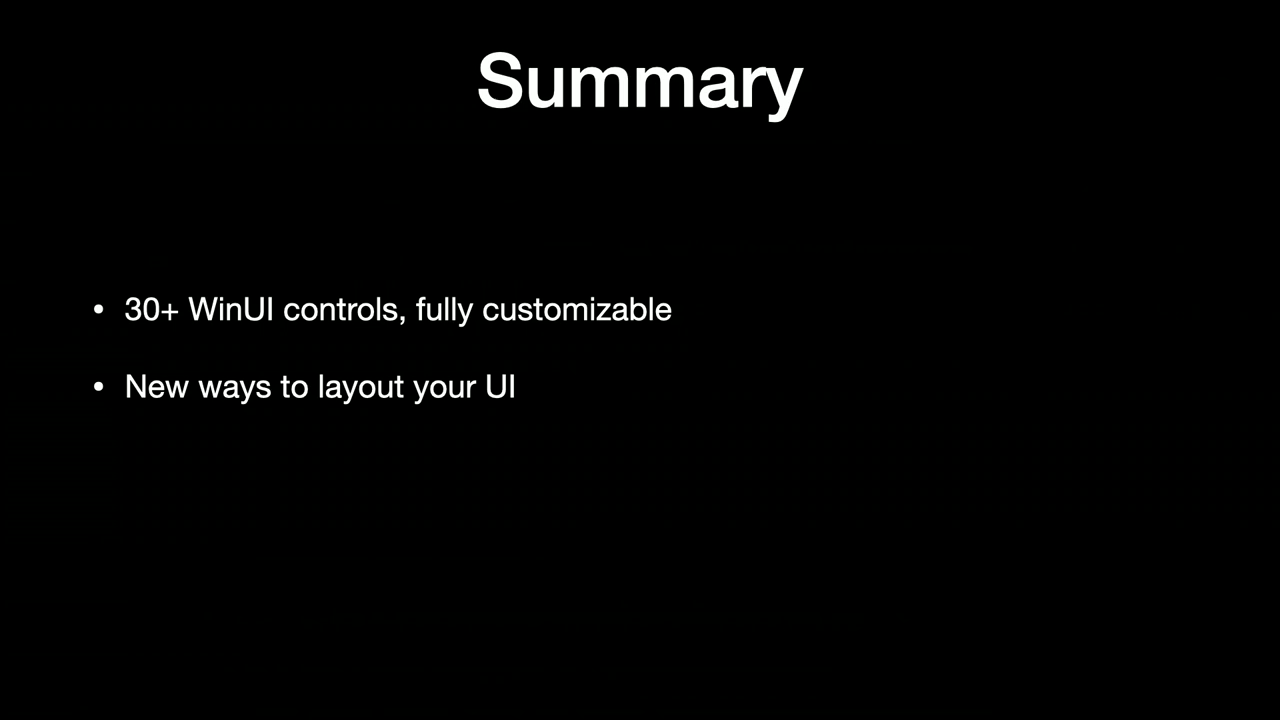 Summary
• 30+ WinUI controls, fully customizable
• New ways to layout your UI